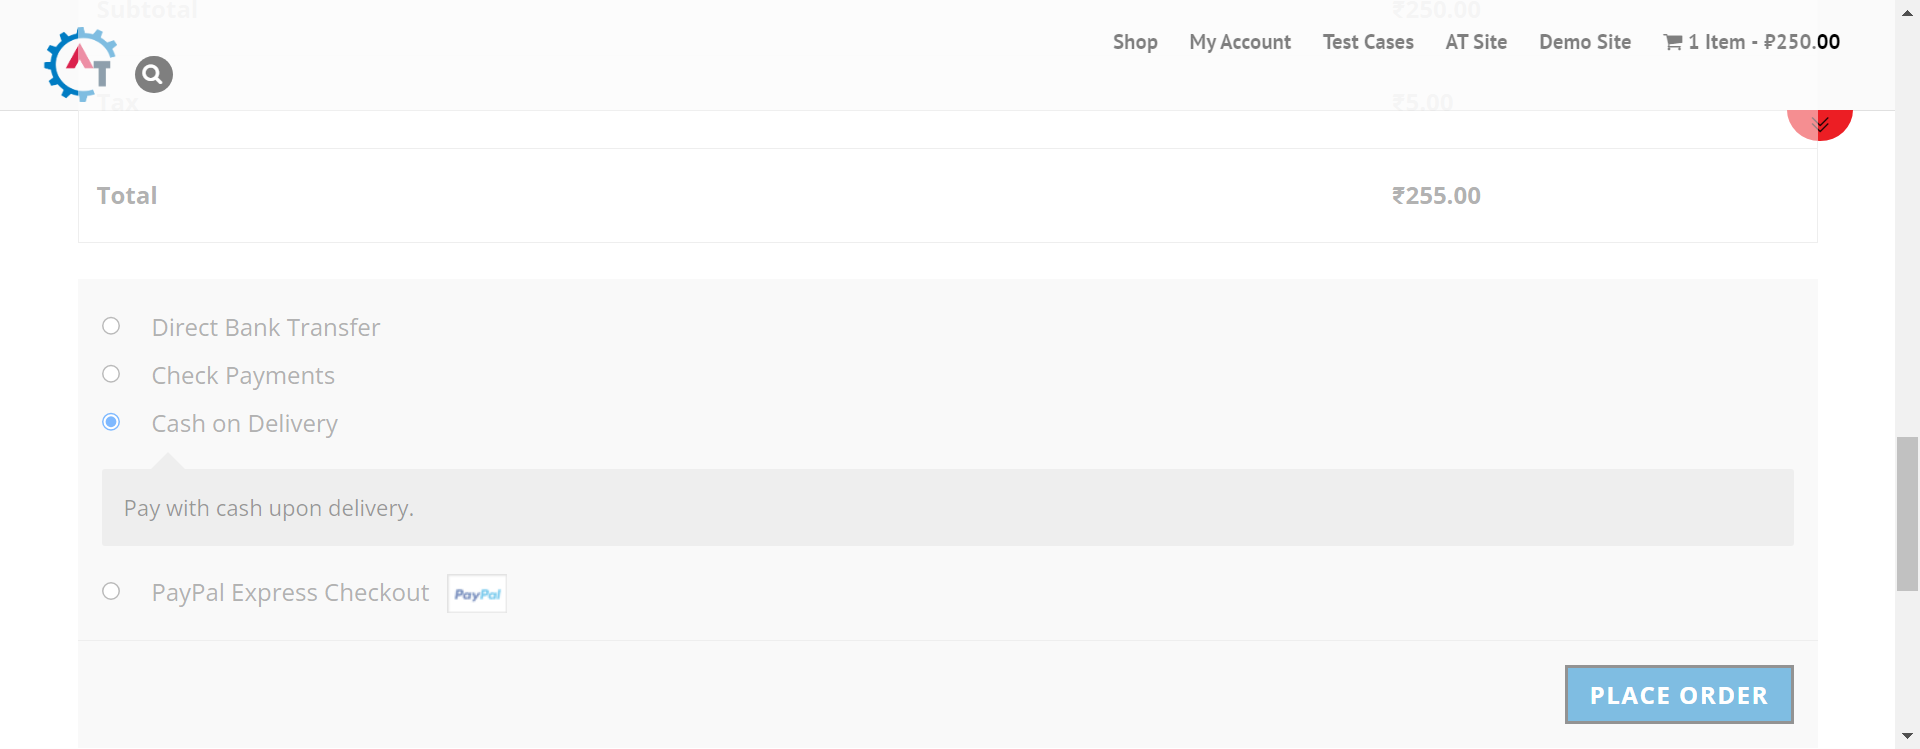 Subtotal ₹250.00
AT
Shop My Account Test Cases AT Site Demo Site 1 Item - ₽250.00
Tax ₹5.00
Total ₹255.00
Direct Bank Transfer
Check Payments
Cash on Delivery
Pay with cash upon delivery.
PayPal Express Checkout PayPal
PLACE ORDER